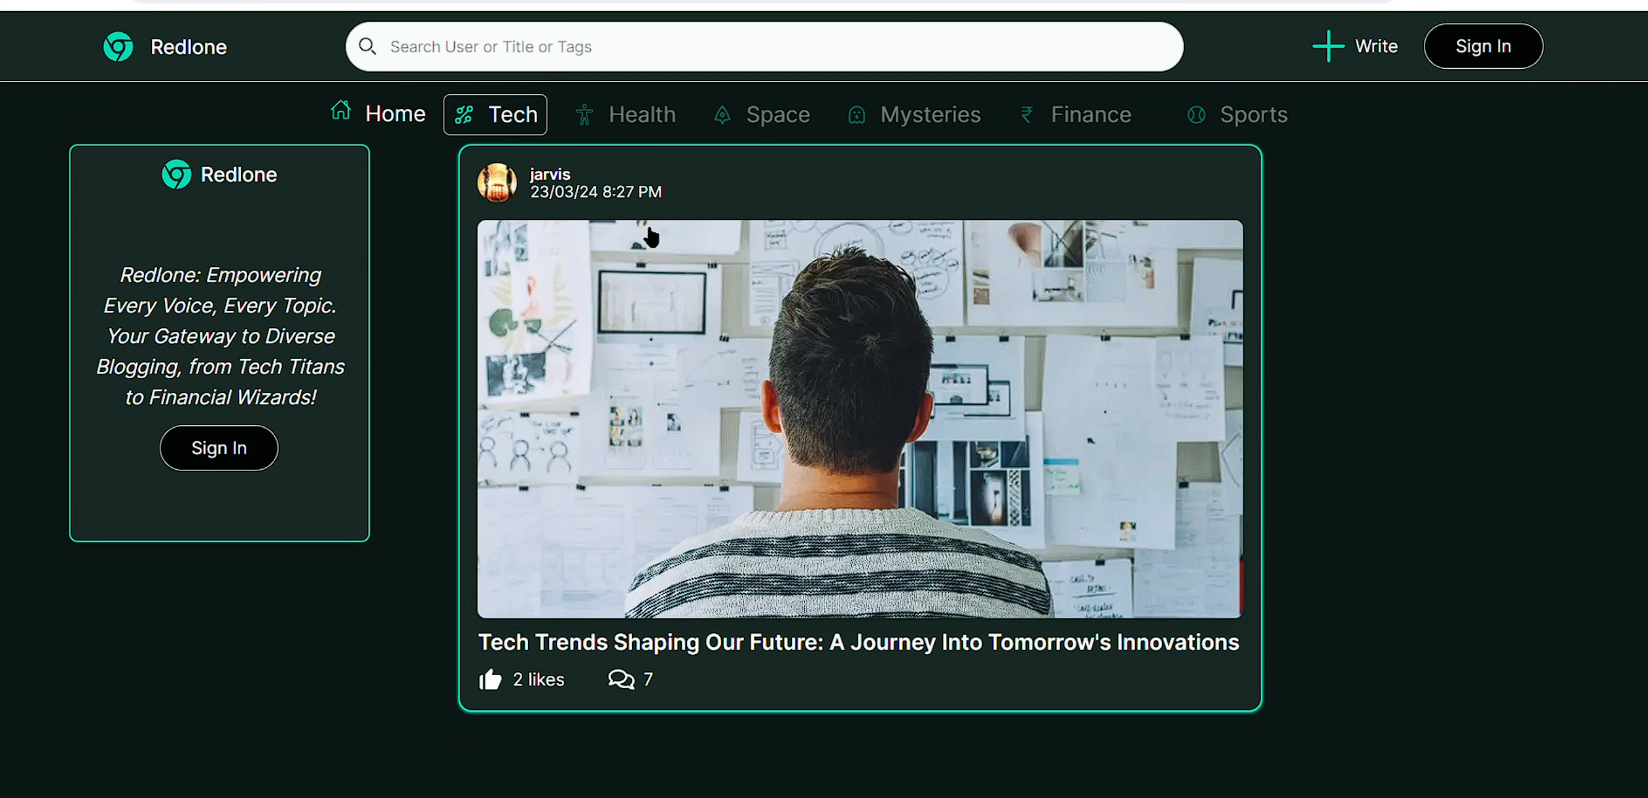 Redlone
Search User or Title or Tags
Write
Sign In
Home
Tech
Health
Space
Mysteries
Finance
Sports
Redlone
Redlone: Empowering
Every Voice, Every Topic.
Your Gateway to Diverse
Blogging, from Tech Titans
to Financial Wizards!
Sign In
jarvis
23/03/24 8:27 PM
Tech Trends Shaping Our Future: A Journey Into Tomorrow's Innovations
2 likes
7